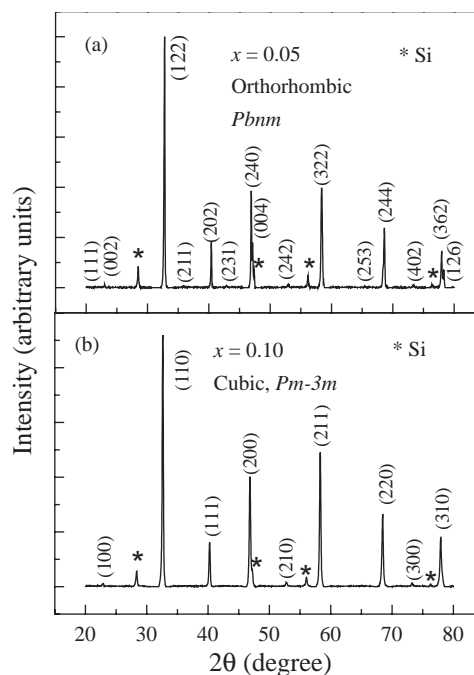 (a)
x = 0.05
* Si
Orthorhombic
Pbnm
(111)
(002)
*
(122)
(211)
(202)
(231)
(240)
(004)
*
(242)
*
(322)
(253)
(244)
(402)
*
(362)
(126)
(b)
x = 0.10
* Si
Cubic, Pm-3m
(100)
*
(110)
(111)
(200)
*
(210)
*
(211)
(220)
(300)
*
(310)
Intensity (arbitrary units)
20 30 40 50 60 70 80
2θ (degree)